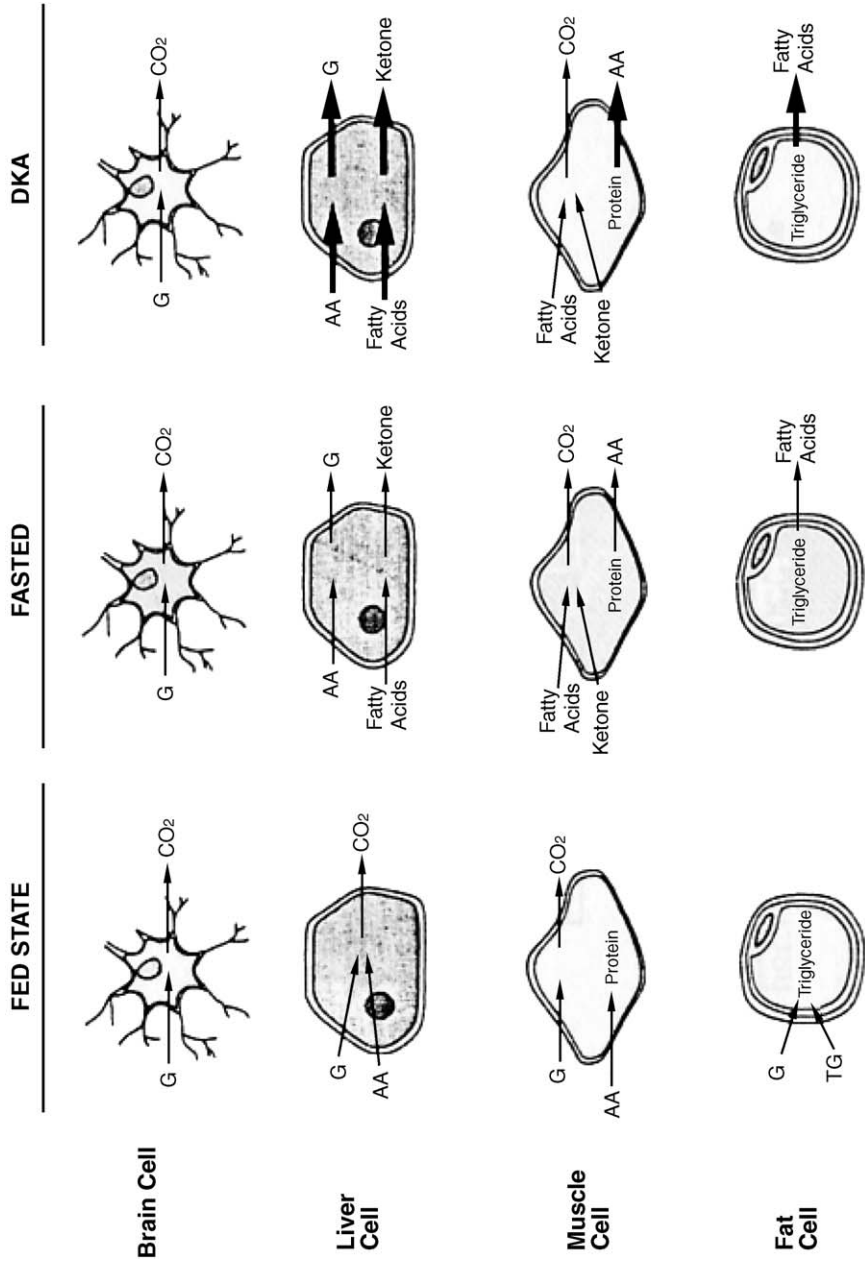 FED STATE
FASTED
DKA
Brain Cell
G
CO2
G
CO2
G
CO2
Liver
Cell
G
AA
CO2
AA
Fatty
Acids
G
Ketone
AA
Fatty
Acids
G
Ketone
Muscle
Cell
G
CO2
AA
Protein
Fatty
Acids
Ketone
CO2
Protein
AA
Fatty
Acids
Ketone
CO2
Protein
AA
Fat
Cell
G
TG
Triglyceride
Triglyceride
Fatty
Acids
Triglyceride
Fatty
Acids